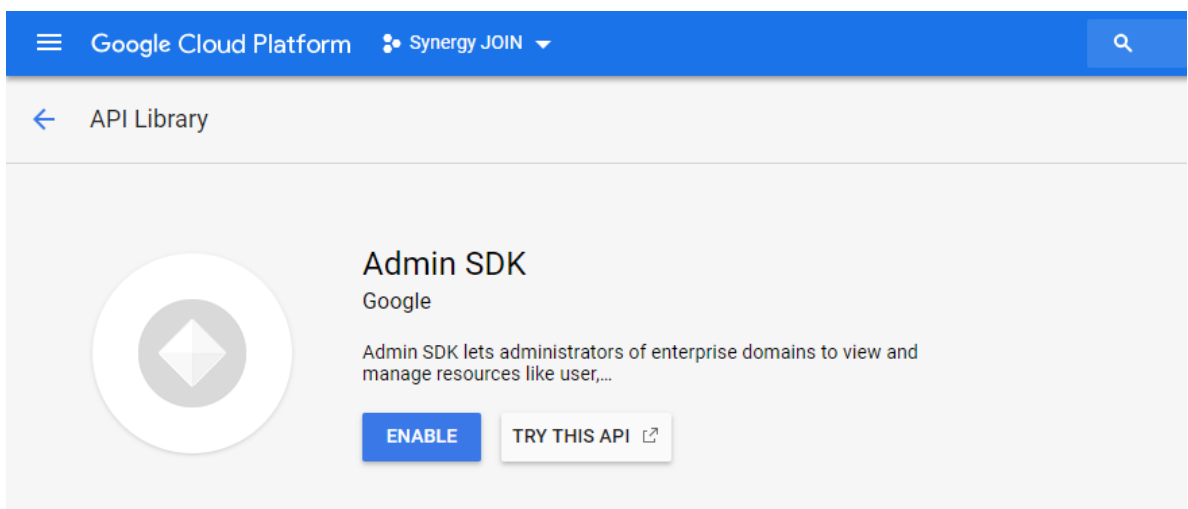 Google Cloud Platform Synergy JOIN
API Library
Admin SDK
Google
Admin SDK lets administrators of enterprise domains to view and
manage resources like user,...
ENABLE TRY THIS API